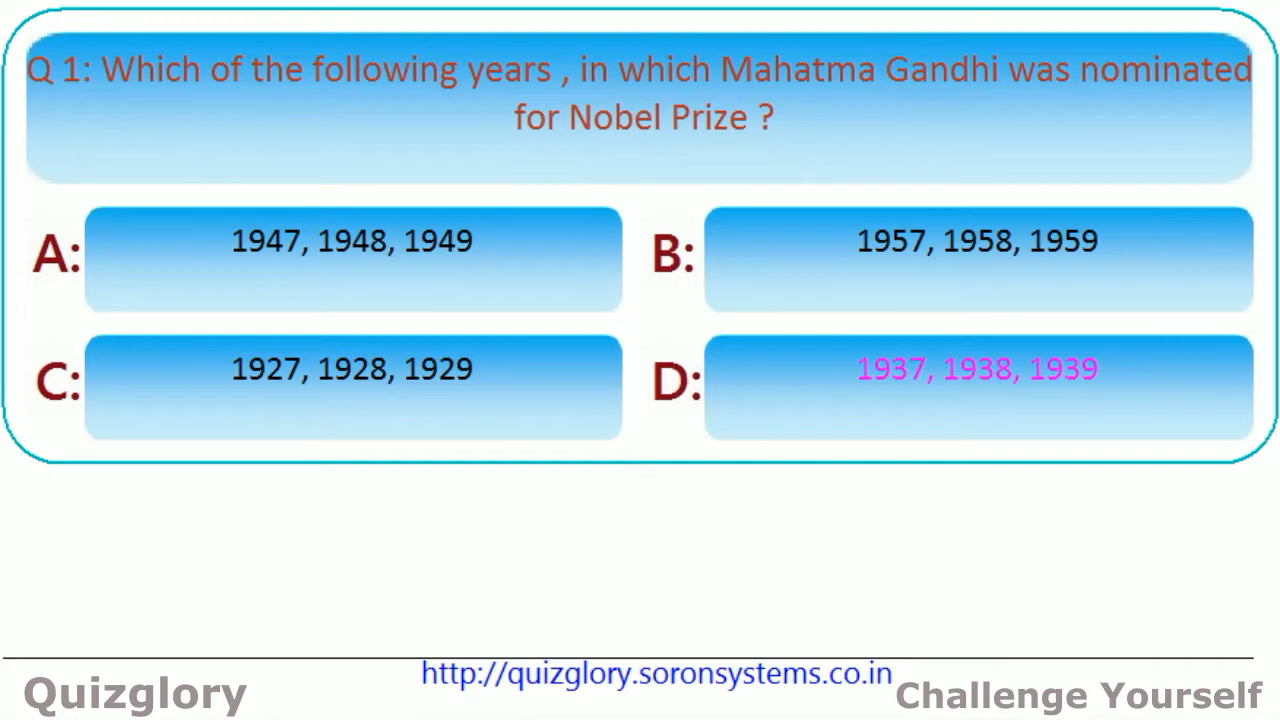 Q 1: Which of the following years , in which Mahatma Gandhi was nominated
for Nobel Prize ?
A: 1947, 1948, 1949
B: 1957, 1958, 1959
C: 1927, 1928, 1929
D: 1937, 1938, 1939
http://quizglory.soronsystems.co.in
Quizglory
Challenge Yourself